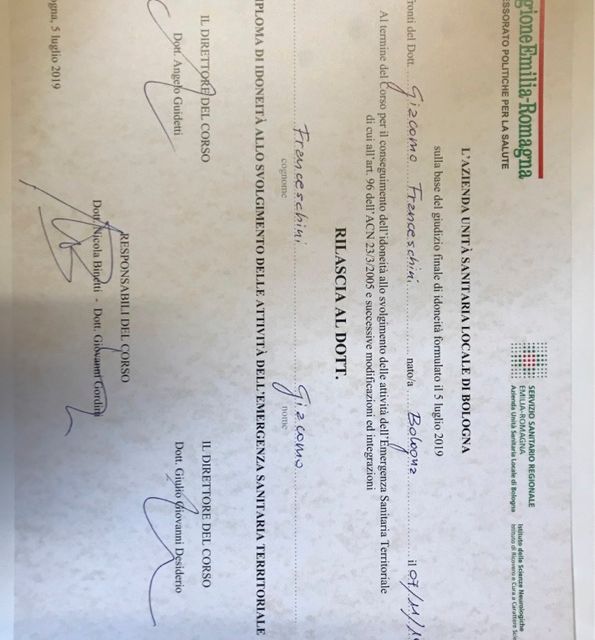 RegioneEmilia-Romagna
ASSESSORATO POLITICHE PER LA SALUTE
SERVIZIO SANITARIO REGIONALE
EMILIA-ROMAGNA
Azienda Unità Sanitaria Locale di Bologna
Istituto delle Scienze Neurologiche
Istituto di Ricovero e Cura a Carattere
L'AZIENDA UNITÀ SANITARIA LOCALE DI BOLOGNA
sulla base del giudizio finale di idoneità formulato il 5 luglio 2019
fronti del Dott. Giacomo Franceschini nato/a Bologna il 07/11/
Al termine del Corso per il conseguimento dell'idoneità allo svolgimento delle attività dell'Emergenza Sanitaria Territoriale
di cui all'art. 96 dell'ACN 23/3/2005 e successive modificazioni ed integrazioni
RILASCIA AL DOTT.
Franceschini Giacomo
cognome nome
DIPLOMA DI IDONEITÀ ALLO SVOLGIMENTO DELLE ATTIVITÀ DELL'EMERGENZA SANITARIA TERRITORIALE
IL DIRETTORE DEL CORSO IL DIRETTORE DEL CORSO
Dott. Angelo Guidetti Dott. Giulio Giovanni Desiderio
RESPONSABILI DEL CORSO
Dott. Nicola Binetti - Dott. Giovanni Gordini
ogna, 5 luglio 2019